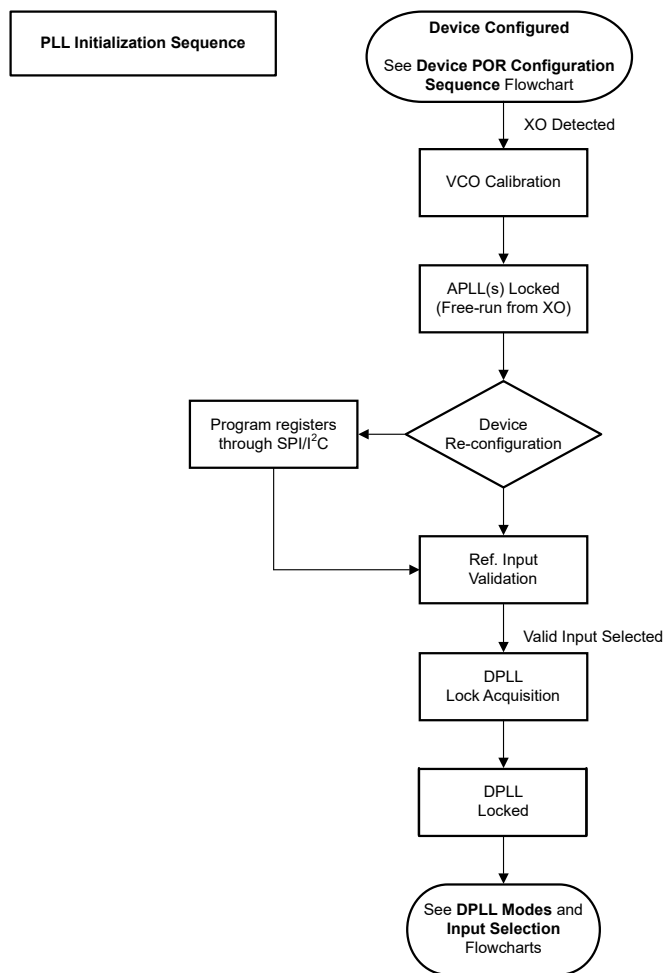 PLL Initialization Sequence
Device Configured
See Device POR Configuration
Sequence Flowchart
XO Detected
VCO Calibration
APLL(s) Locked
(Free-run from XO)
Device
Re-configuration
Program registers
through SPI/I²C
Ref. Input
Validation
Valid Input Selected
DPLL
Lock Acquisition
DPLL
Locked
See DPLL Modes and
Input Selection
Flowcharts